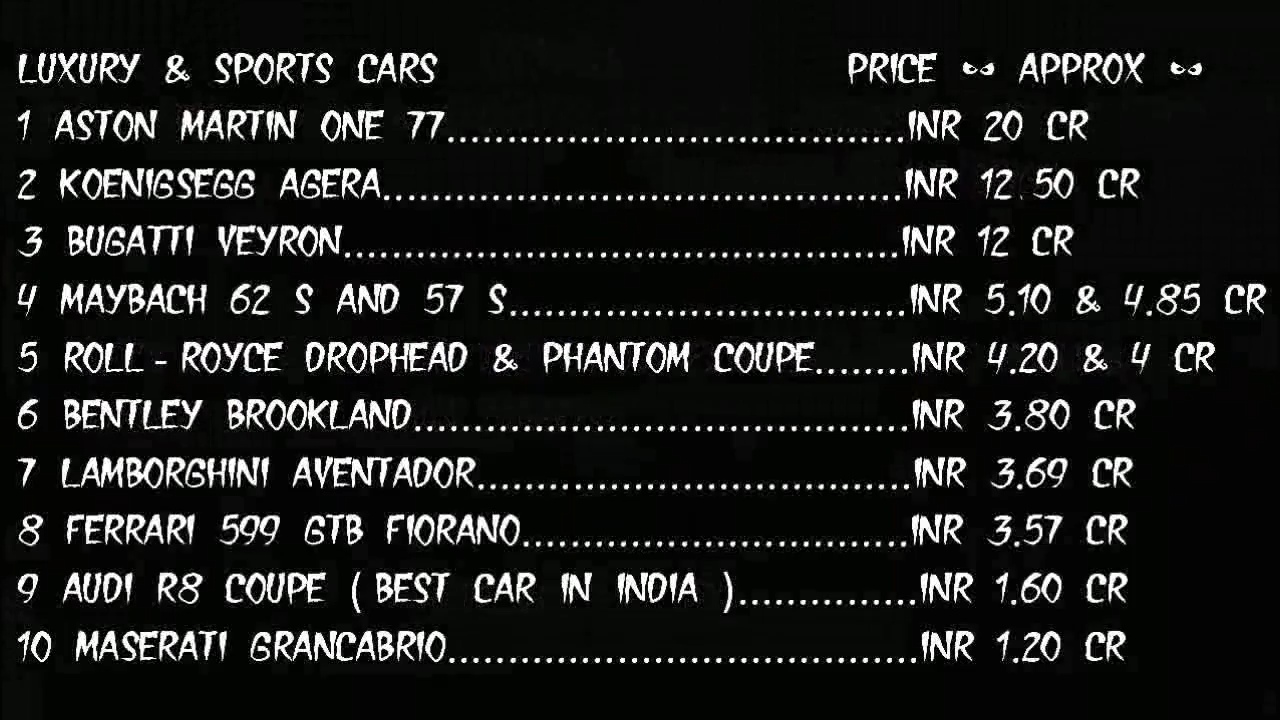 LUXURY & SPORTS CARS PRICE APPROX
1 ASTON MARTIN ONE 77......................................INR 20 CR
2 KOENIGSEGG AGERA...........................................INR 12.50 CR
3 BUGATTI VEYRON..............................................INR 12 CR
4 MAYBACH 62 S AND 57 S.................................INR 5.10 & 4.85 CR
5 ROLL - ROYCE DROPHEAD & PHANTOM COUPE........INR 4.20 & 4 CR
6 BENTLEY BROOKLAND.........................................INR 3.80 CR
7 LAMBORGHINI AVENTADOR....................................INR 3.69 CR
8 FERRARI 599 GTB FIORANO................................INR 3.57 CR
9 AUDI R8 COUPE ( BEST CAR IN INDIA )...............INR 1.60 CR
10 MASERATI GRANCABRIO.......................................INR 1.20 CR